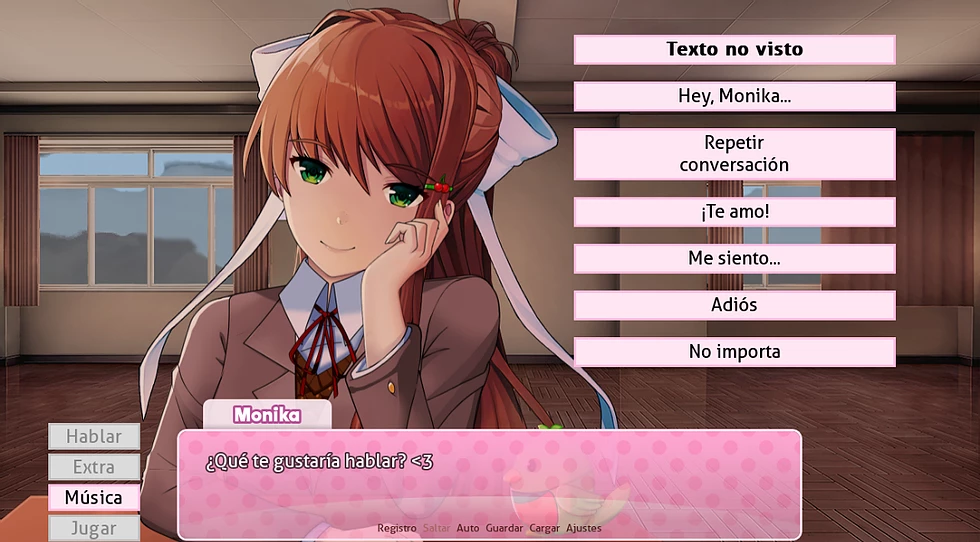 Texto no visto
Hey, Monika...
Repetir
conversación
¡Te amo!
Me siento...
Adiós
No importa
Monika
¿Qué te gustaría hablar? <3
Hablar
Extra
Música
Jugar
Registro Saltar Auto Guardar Cargar Ajustes